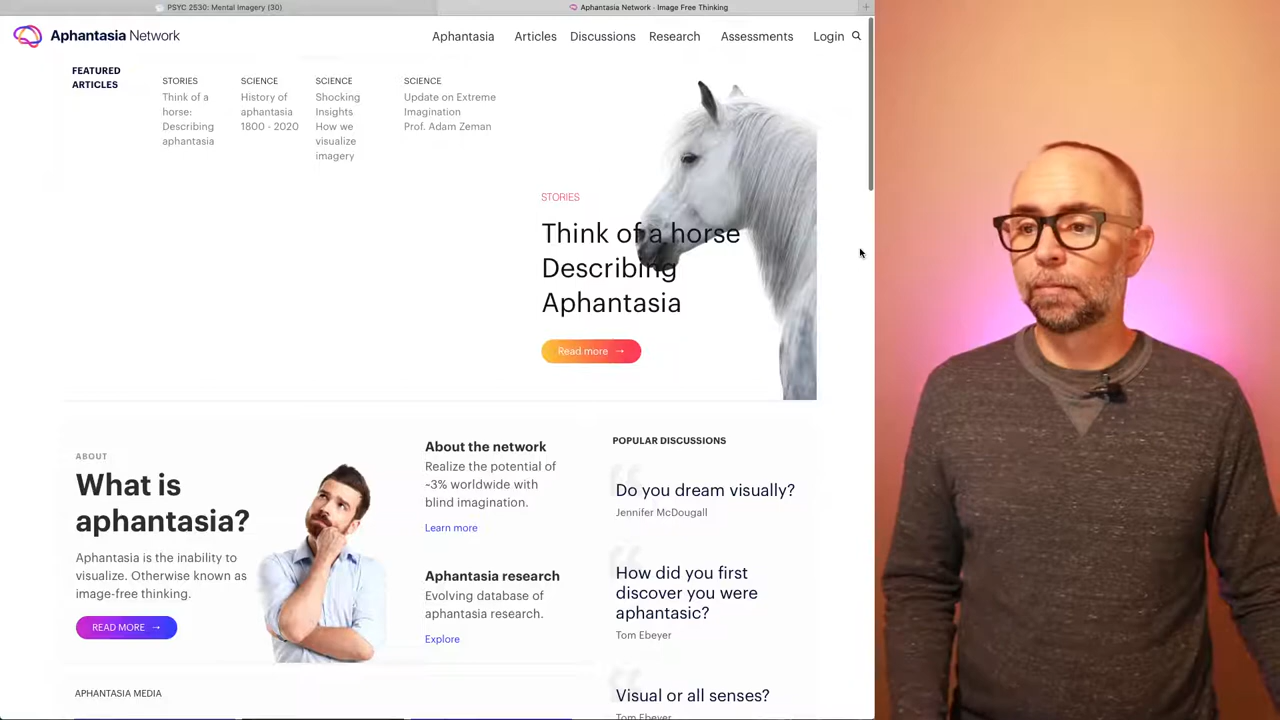 PSYC 2530: Mental Imagery (30)
Aphantasia Network - Image Free Thinking
Aphantasia Network
Aphantasia
Articles
Discussions
Research
Assessments
Login
FEATURED
ARTICLES
STORIES
Think of a
horse:
Describing
aphantasia
SCIENCE
History of
aphantasia
1800 - 2020
SCIENCE
Shocking
Insights
How we
visualize
imagery
SCIENCE
Update on Extreme
Imagination
Prof. Adam Zeman
STORIES
Think of a horse
Describing
Aphantasia
Read more →
ABOUT
What is
aphantasia?
Aphantasia is the inability to
visualize. Otherwise known as
image-free thinking.
READ MORE →
About the network
Realize the potential of
~3% worldwide with
blind imagination.
Learn more
Aphantasia research
Evolving database of
aphantasia research.
Explore
POPULAR DISCUSSIONS
Do you dream visually?
Jennifer McDougall
How did you first
discover you were
aphantasic?
Tom Ebeyer
Visual or all senses?
Tom Ebeyer
APHANTASIA MEDIA